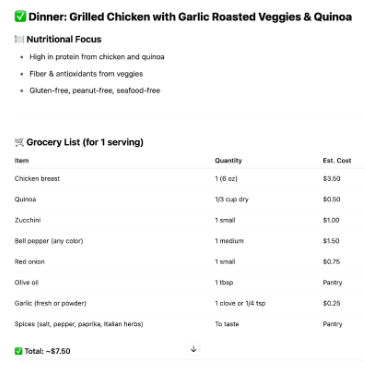 ✅ Dinner: Grilled Chicken with Garlic Roasted Veggies & Quinoa
🍽️ Nutritional Focus
• High in protein from chicken and quinoa
• Fiber & antioxidants from veggies
• Gluten-free, peanut-free, seafood-free
🛒 Grocery List (for 1 serving)
Item Quantity Est. Cost
Chicken breast 1 (6 oz) $3.50
Quinoa 1/3 cup dry $0.50
Zucchini 1 small $1.00
Bell pepper (any color) 1 medium $1.50
Red onion 1 small $0.75
Olive oil 1 tbsp Pantry
Garlic (fresh or powder) 1 clove or 1/4 tsp $0.25
Spices (salt, pepper, paprika, Italian herbs) To taste Pantry
✅ Total: ~$7.50